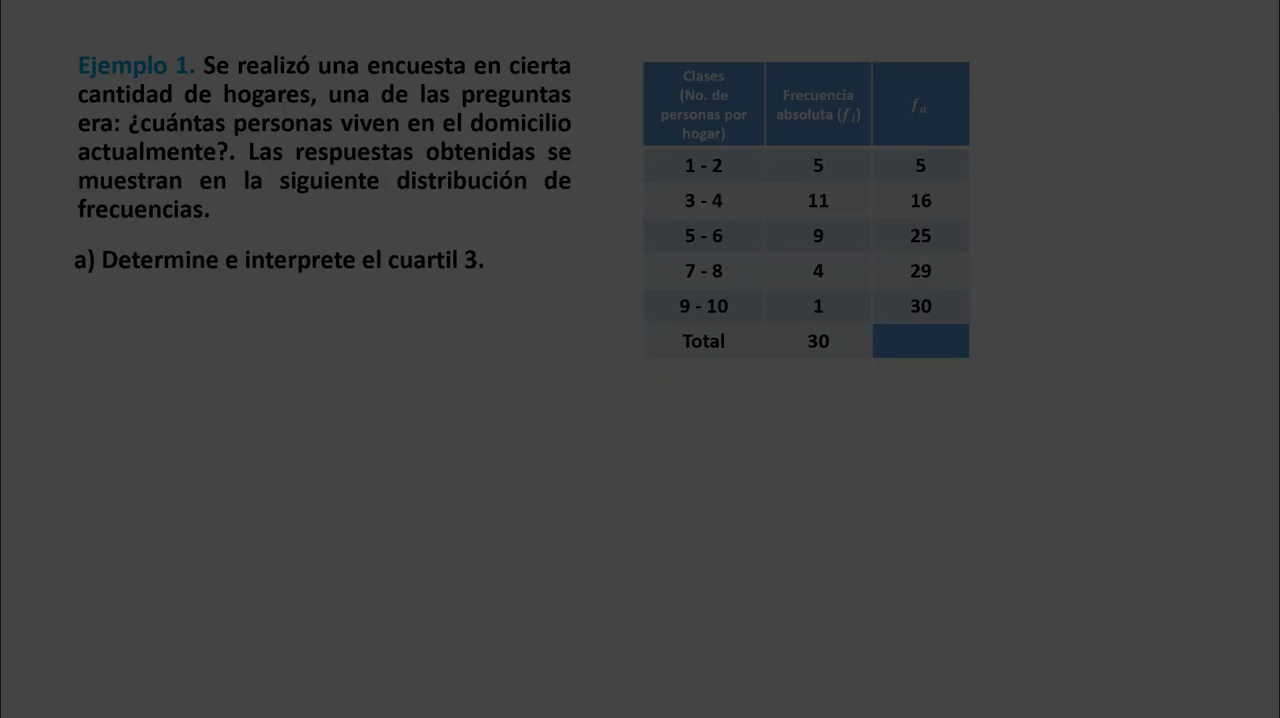 Ejemplo 1. Se realizó una encuesta en cierta
cantidad de hogares, una de las preguntas
era: ¿cuántas personas viven en el domicilio
actualmente?. Las respuestas obtenidas se
muestran en la siguiente distribución de
frecuencias.
a) Determine e interprete el cuartil 3.
Clases
(No. de
personas por
hogar)
Frecuencia
absoluta (fᵢ)
fₐ
1 - 2 5 5
3 - 4 11 16
5 - 6 9 25
7 - 8 4 29
9 - 10 1 30
Total 30